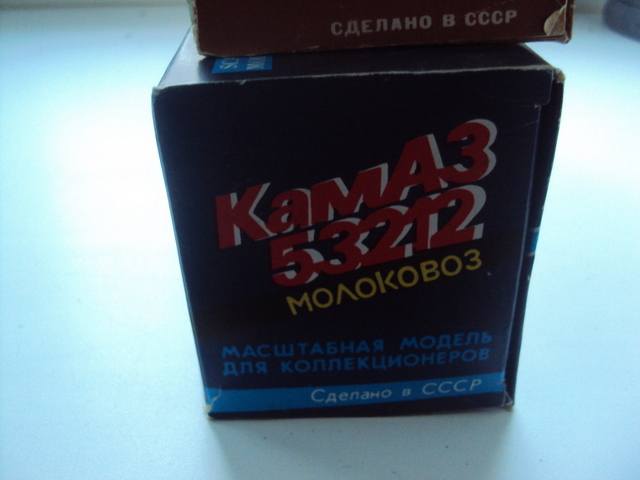 СДЕЛАНО В СССР
КамАЗ
53212
МОЛОКОВОЗ
МАСШТАБНАЯ МОДЕЛЬ
ДЛЯ КОЛЛЕКЦИОНЕРОВ
Сделано в СССР